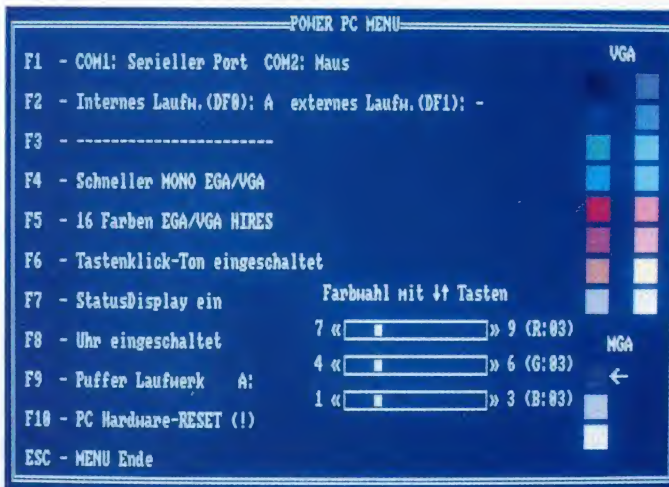 POWER PC MENU
F1 - COM1: Serieller Port COM2: Maus
VGA
F2 - Internes Laufw.(DF0): A externes Laufw.(DF1): -
F3 - -----------------------
F4 - Schneller MONO EGA/VGA
F5 - 16 Farben EGA/VGA HIRES
F6 - Tastenklick-Ton eingeschaltet
F7 - StatusDisplay ein
Farbwahl mit ↓↑ Tasten
7 « » 9 (R:03)
F8 - Uhr eingeschaltet
MGA
4 « » 6 (G:03)
←
F9 - Puffer Laufwerk A:
1 « » 3 (B:03)
F10 - PC Hardware-RESET (!)
ESC - MENU Ende